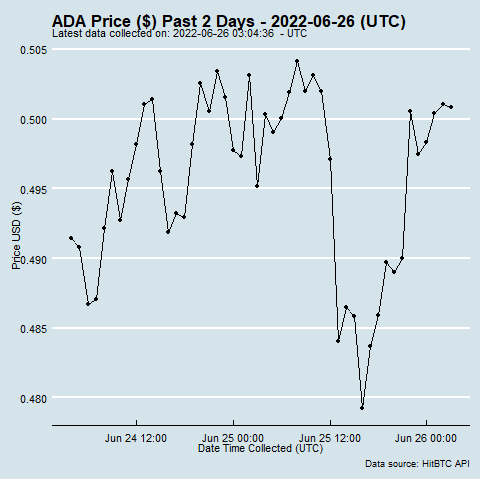 ADA Price ($) Past 2 Days - 2022-06-26 (UTC)
Latest data collected on: 2022-06-26 03:04:36 - UTC
0.505
0.500
0.495
0.490
0.485
0.480
Price USD ($)
Jun 24 12:00 Jun 25 00:00 Jun 25 12:00 Jun 26 00:00
Date Time Collected (UTC)
Data source: HitBTC API